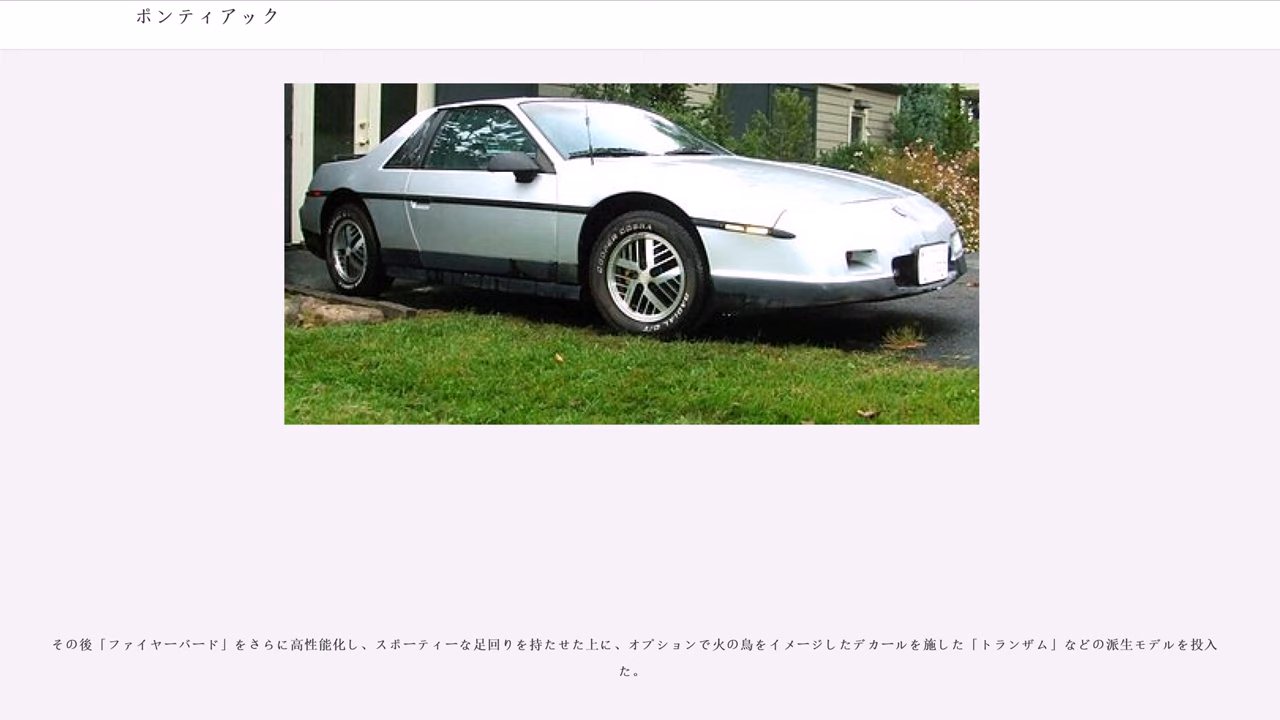 ポンティアック
COOPER COBRA
RADIAL G/T
その後「ファイヤーバード」をさらに高性能化し、スポーティーな足回りを持たせた上に、オプションで火の鳥をイメージしたデカールを施した「トランザム」などの派生モデルを投入
た。